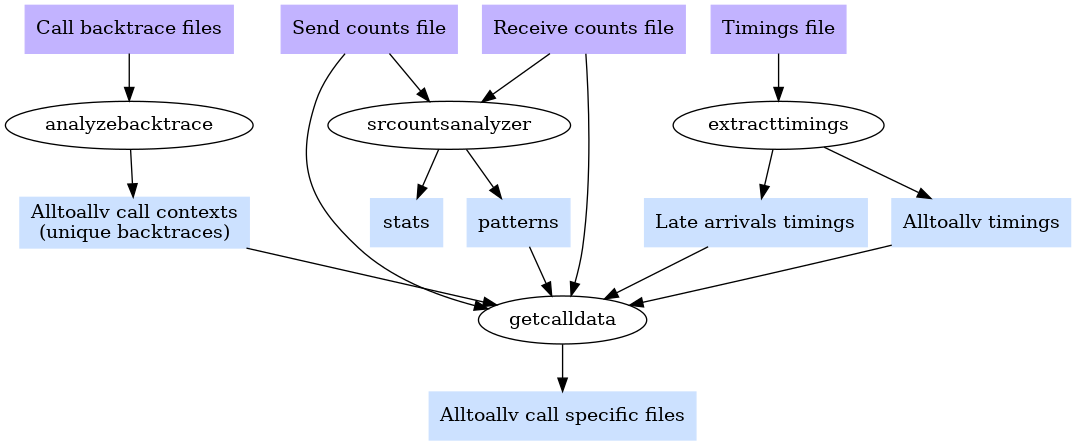 Call backtrace files
Send counts file
Receive counts file
Timings file
analyzebacktrace
srcountsanalyzer
extracttimings
Alltoallv call contexts
(unique backtraces)
stats
patterns
Late arrivals timings
Alltoallv timings
getcalldata
Alltoallv call specific files